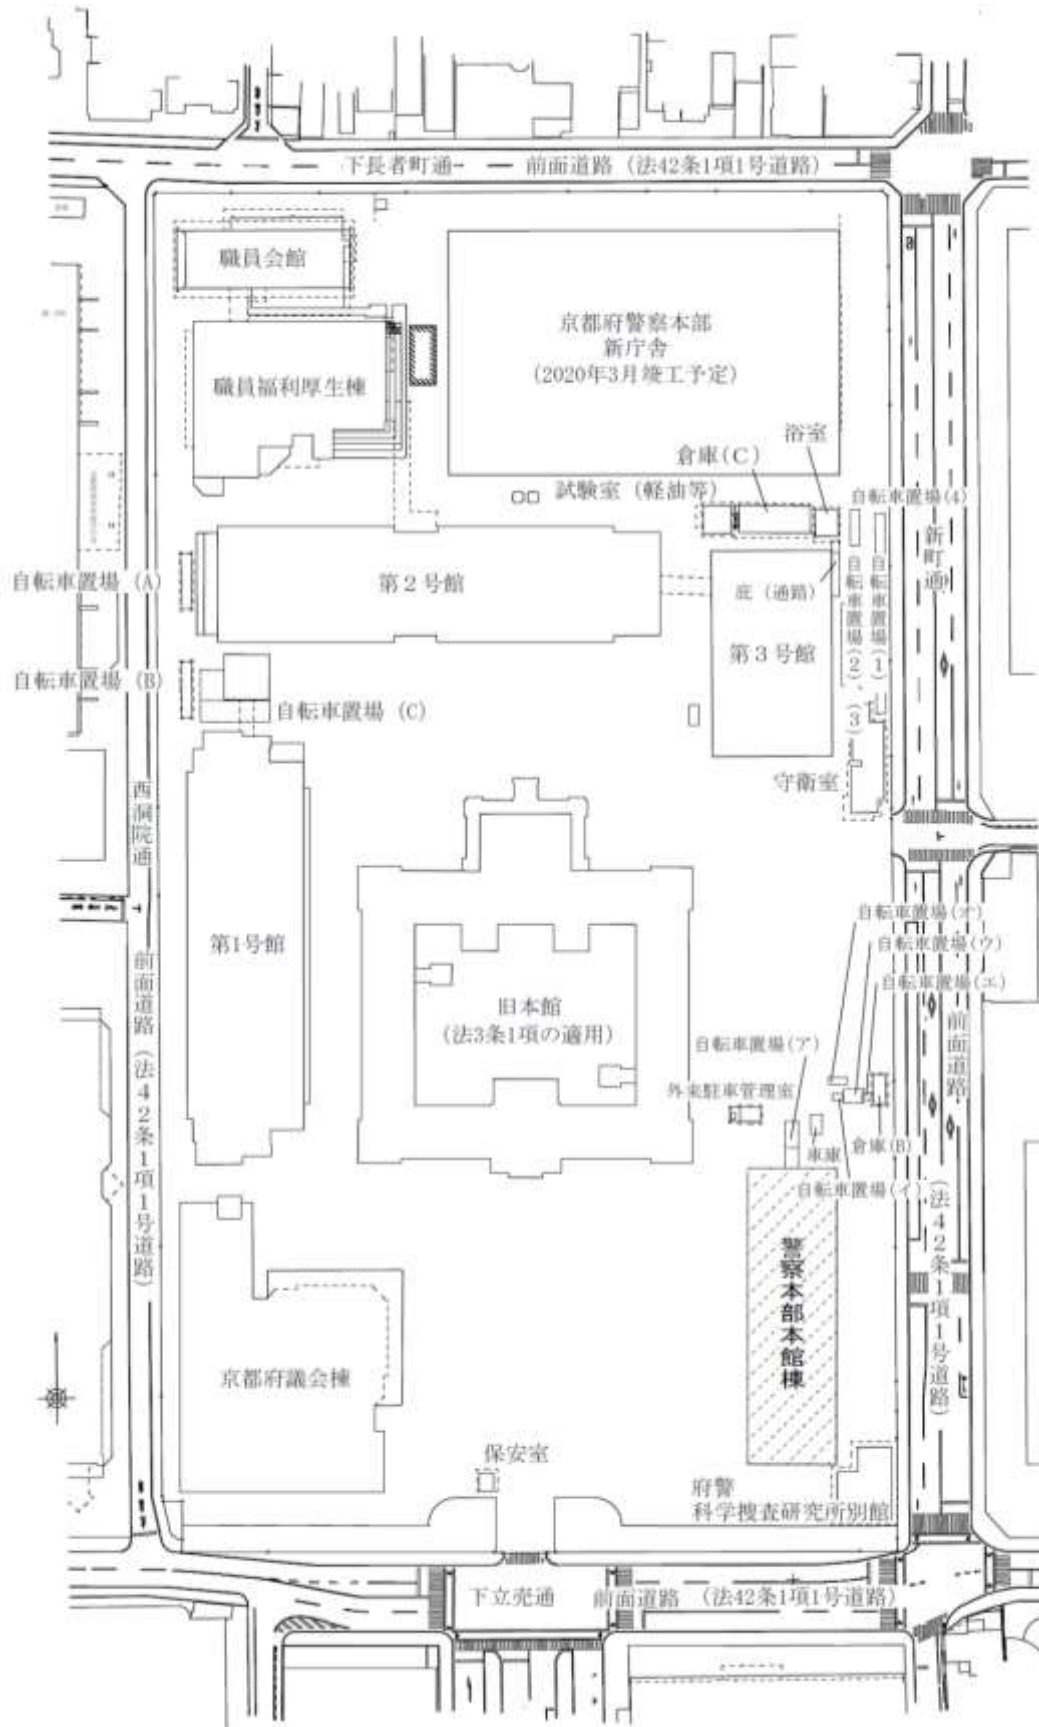 下長者町通
前面道路（法42条1項1号道路）
職員会館
京都府警察本部
新庁舎
(2020年3月竣工予定)
職員福利厚生棟
浴室
倉庫(C)
試験室（軽油等）
自転車置場(4)
新町通
自転車置場（A）
第２号館
庇（通路）
自転車置場(2)、(3)
自転車置場(1)
第３号館
自転車置場（B）
自転車置場（C）
守衛室
西洞院通
自転車置場(オ)
第1号館
自転車置場(ウ)
前面道路（法42条1項1号道路）
自転車置場(エ)
旧本館
(法3条1項の適用)
前面道路
自転車置場(ア)
外来駐車管理室
車庫
倉庫(B)
自転車置場(イ)
（法42条1項1号道路）
警察本部本館棟
京都府議会棟
保安室
府警
科学捜査研究所別館
下立売通
前面道路（法42条1項1号道路）